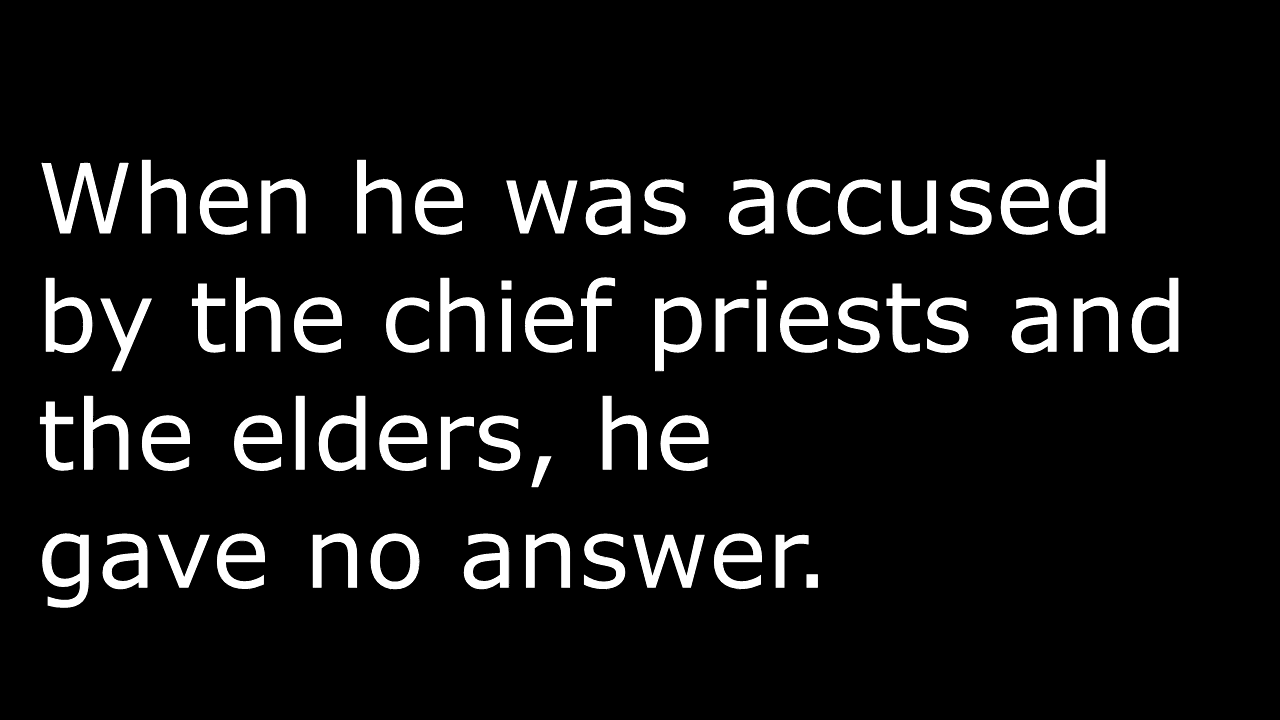 When he was accused
by the chief priests and
the elders, he
gave no answer.